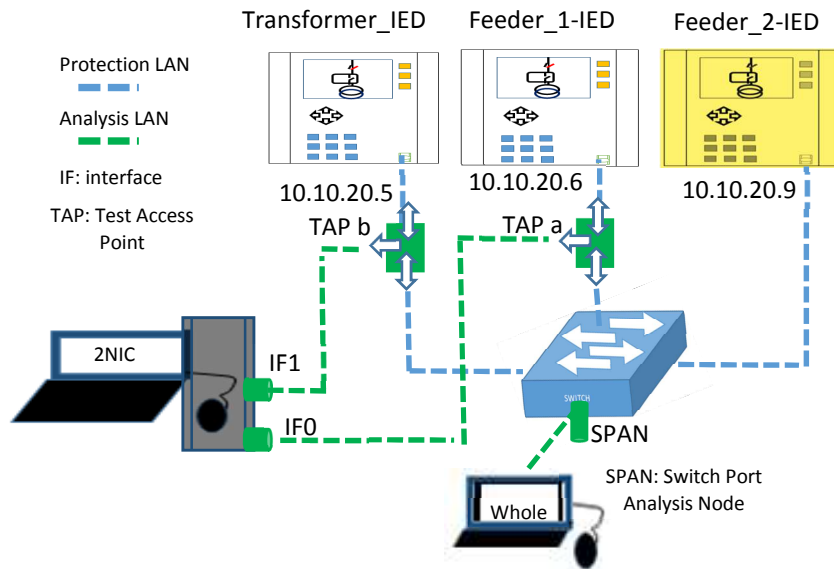 Transformer_IED
Feeder_1-IED
Feeder_2-IED
Protection LAN
Analysis LAN
IF: interface
TAP: Test Access
Point
10.10.20.5
10.10.20.6
10.10.20.9
TAP b
TAP a
2NIC
IF1
IF0
SWITCH
SPAN
SPAN: Switch Port
Analysis Node
Whole